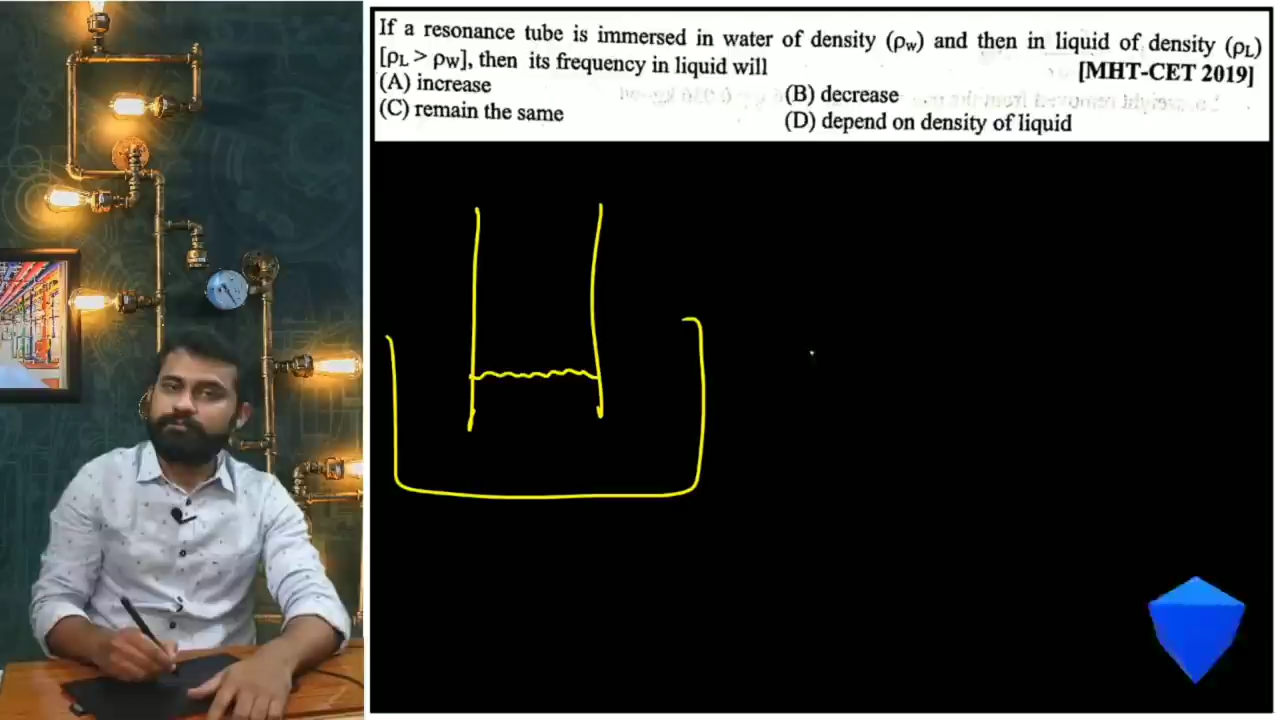 If a resonance tube is immersed in water of density (ρw) and then in liquid of density (ρL)
[ρL > ρw], then its frequency in liquid will [MHT-CET 2019]
(A) increase (B) decrease
(C) remain the same (D) depend on density of liquid